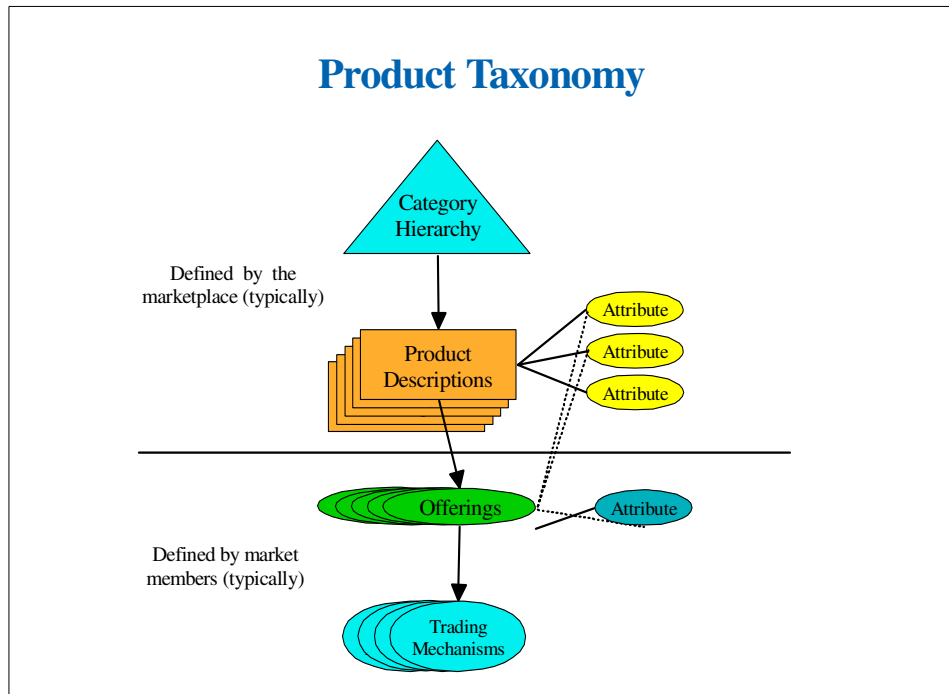 Product Taxonomy
Category
Hierarchy
Defined by the
marketplace (typically)
Attribute
Product
Descriptions
Attribute
Attribute
Offerings
Attribute
Defined by market
members (typically)
Trading
Mechanisms